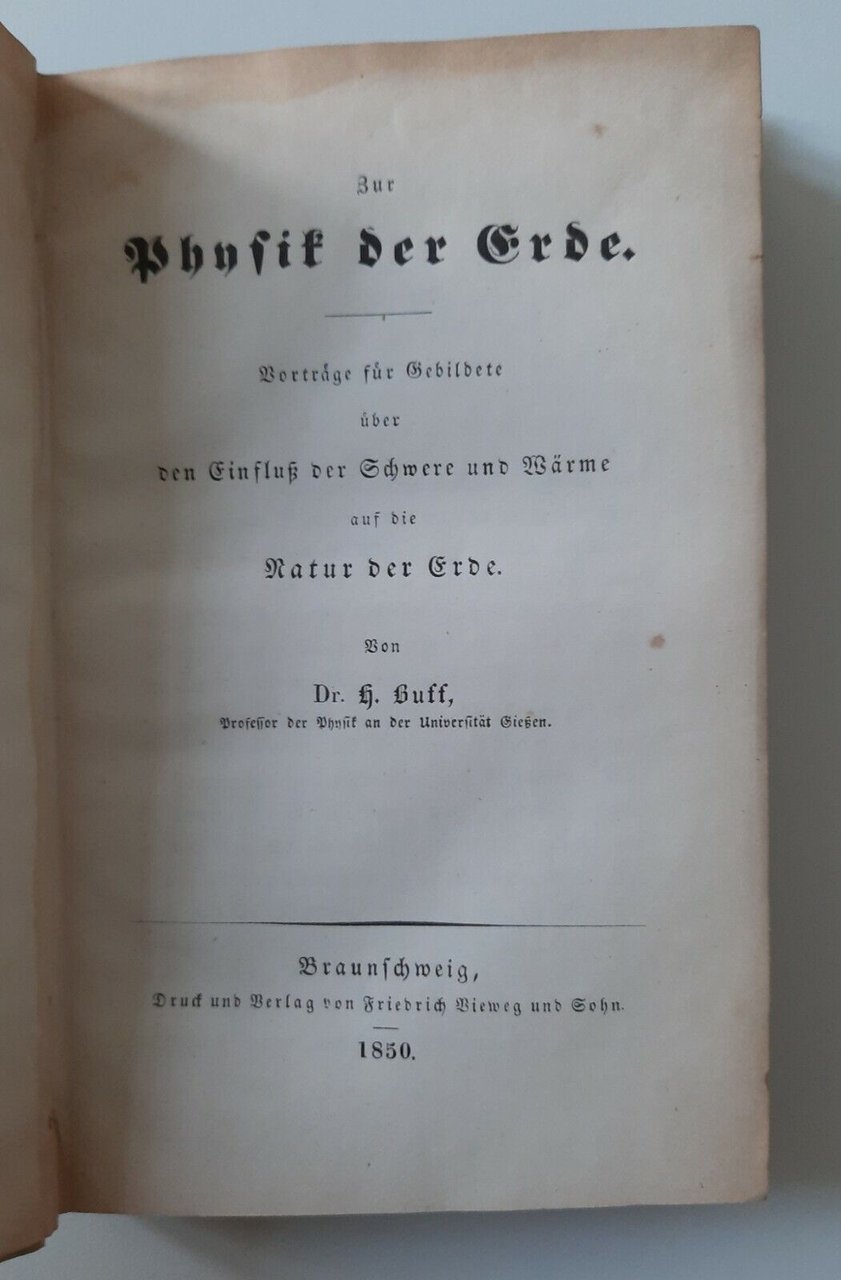 Zur
Physik der Erde.
Vorträge für Gebildete
über
den Einfluß der Schwere und Wärme
auf die
Natur der Erde.
Von
Dr. H. Buff,
Professor der Physik an der Universität Gießen.
Braunschweig,
Druck und Verlag von Friedrich Vieweg und Sohn.
1850.